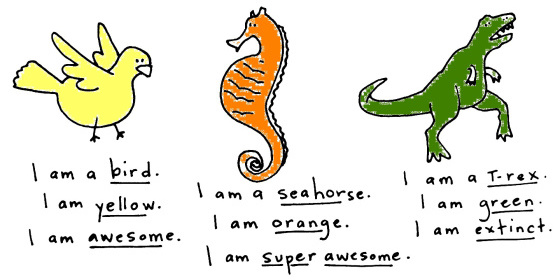 I am a bird.
I am yellow.
I am awesome.
I am a seahorse.
I am orange.
I am super awesome.
I am a T-rex.
I am green.
I am extinct.